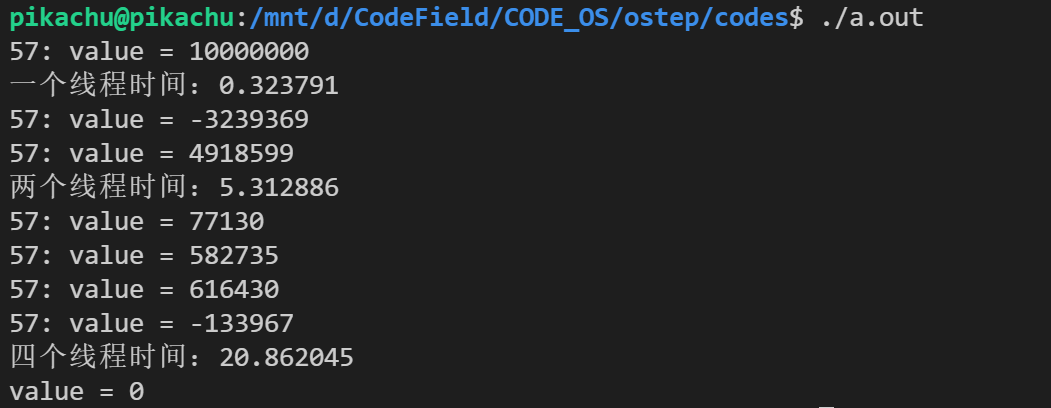 pikachu@pikachu:/mnt/d/CodeField/CODE_OS/ostep/codes$ ./a.out
57: value = 10000000
一个线程时间: 0.323791
57: value = -3239369
57: value = 4918599
两个线程时间: 5.312886
57: value = 77130
57: value = 582735
57: value = 616430
57: value = -133967
四个线程时间: 20.862045
value = 0